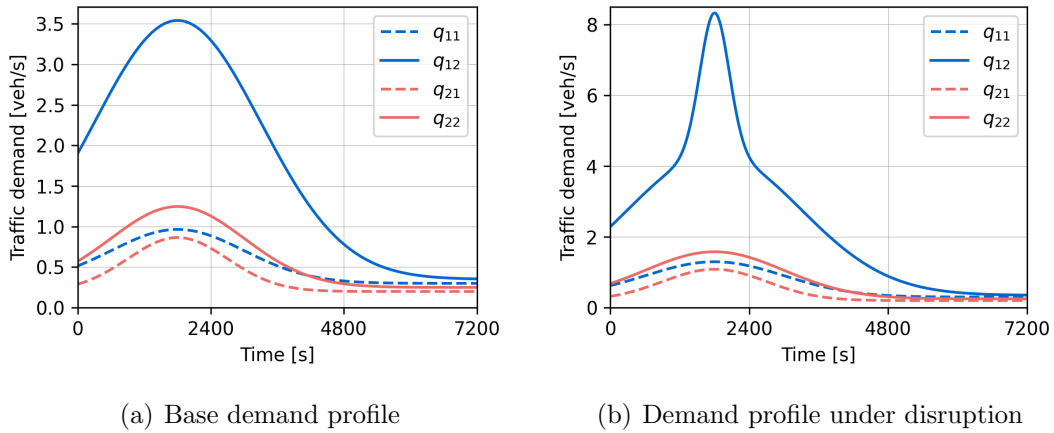 3.5
3.0
2.5
2.0
1.5
1.0
0.5
0.0
Traffic demand [veh/s]
q11
q12
q21
q22
0 2400 4800 7200
Time [s]
(a) Base demand profile
8
6
4
2
0
Traffic demand [veh/s]
q11
q12
q21
q22
0 2400 4800 7200
Time [s]
(b) Demand profile under disruption